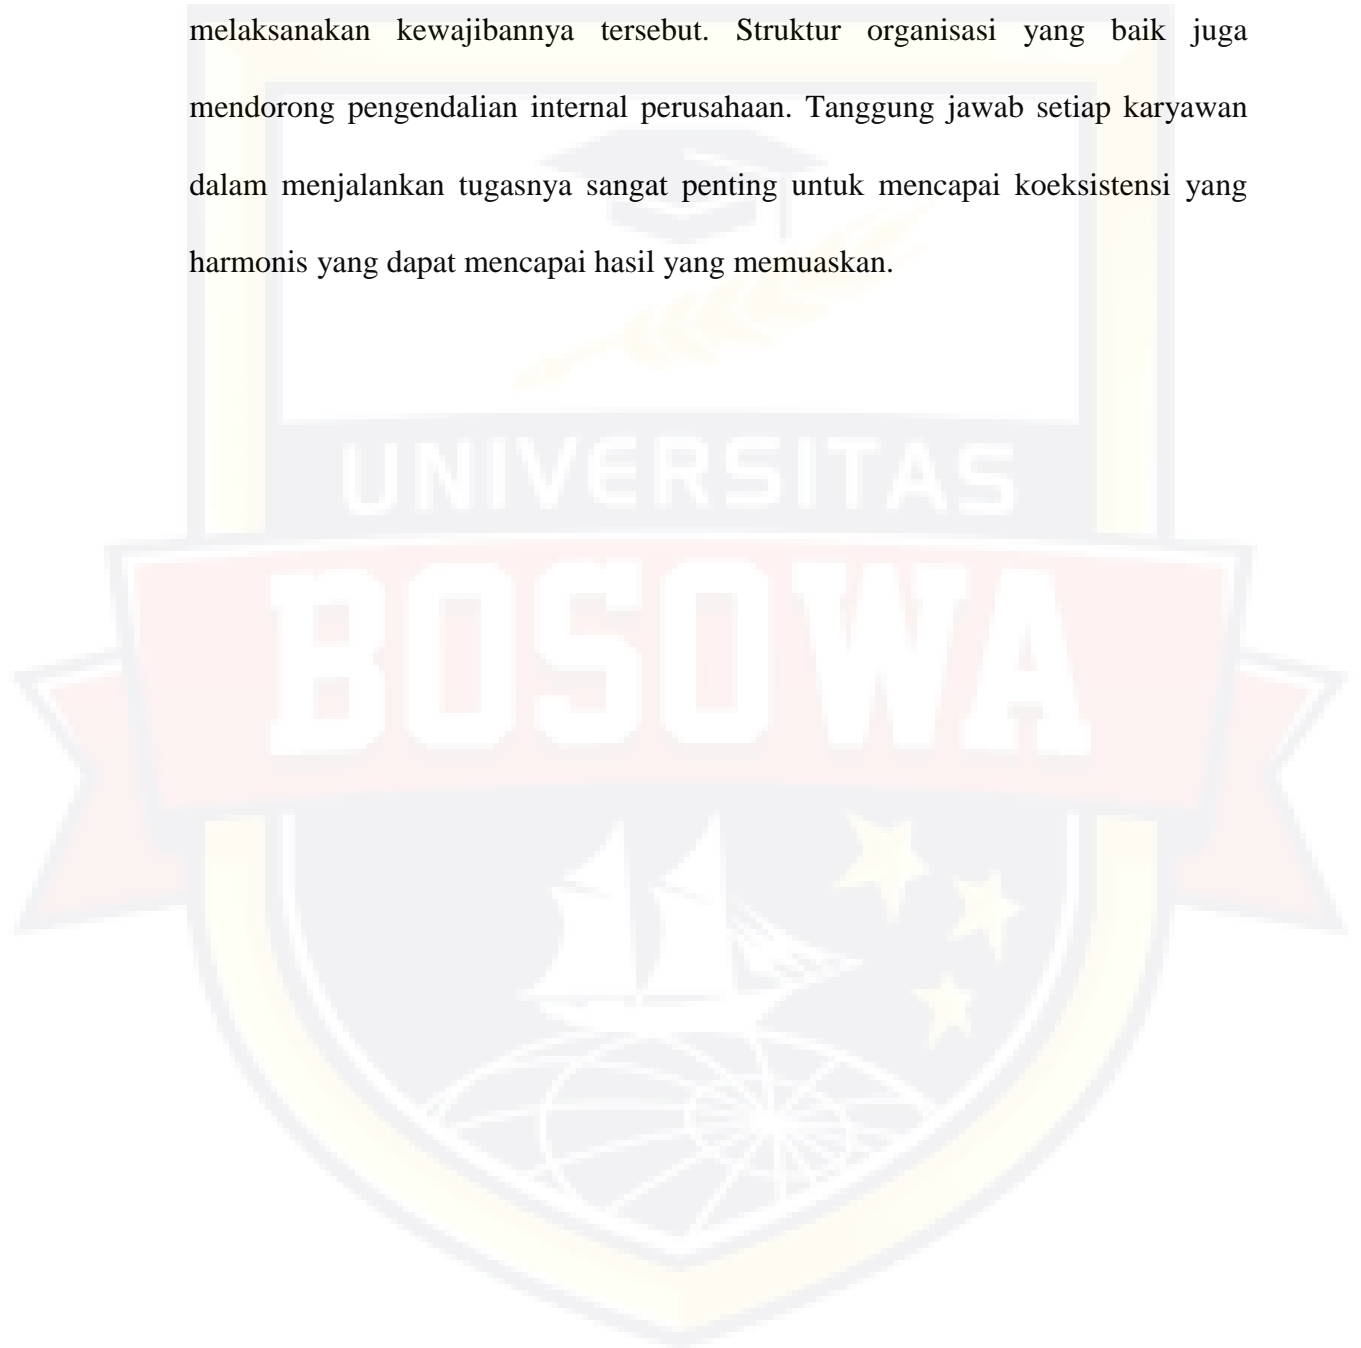 melaksanakan kewajibannya tersebut. Struktur organisasi yang baik juga
mendorong pengendalian internal perusahaan. Tanggung jawab setiap karyawan
dalam menjalankan tugasnya sangat penting untuk mencapai koeksistensi yang
harmonis yang dapat mencapai hasil yang memuaskan.
UNIVERSITAS
BOSOWA